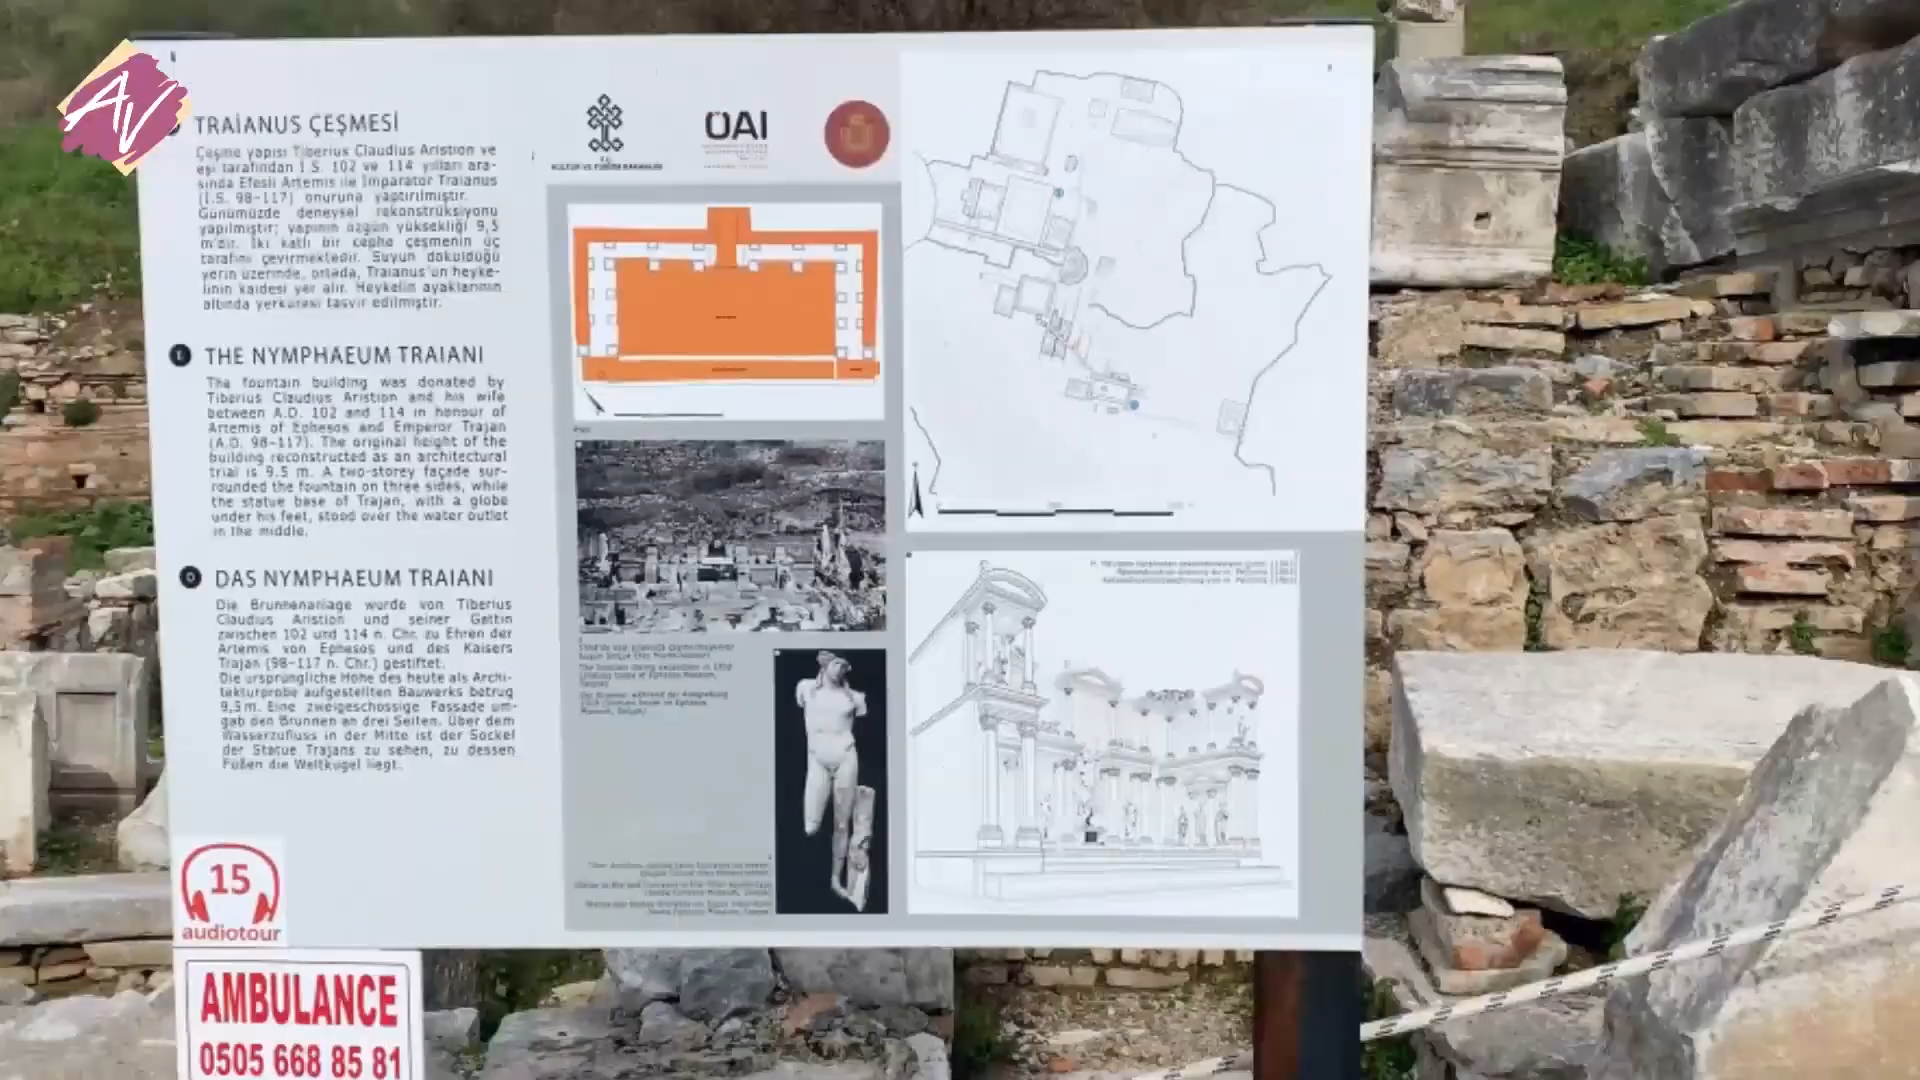 AV
TRAİANUS ÇEŞMESİ
Çeşme yapısı Tiberius Claudius Aristion ve
eşi tarafından İ.S. 102 ve 114 yılları ara-
sında Efesli Artemis ile İmparator Traianus
(İ.S. 98-117) onuruna yaptırılmıştır.
Günümüzde deneysel rekonstrüksiyonu
yapılmıştır; yapının özgün yüksekliği 9,5
m'dir. İki katlı bir cephe çeşmenin üç
tarafını çevirmektedir. Suyun döküldüğü
yerin üzerinde, ortada, Traianus'un heyke-
linin kaidesi yer alır. Heykelin ayaklarının
altında yerküresi tasvir edilmiştir.
E THE NYMPHAEUM TRAIANI
The fountain building was donated by
Tiberius Claudius Aristion and his wife
between A.D. 102 and 114 in honour of
Artemis of Ephesos and Emperor Trajan
(A.D. 98-117). The original height of the
building reconstructed as an architectural
trial is 9.5 m. A two-storey façade sur-
rounded the fountain on three sides, while
the statue base of Trajan, with a globe
under his feet, stood over the water outlet
in the middle.
D DAS NYMPHAEUM TRAIANI
Die Brunnenanlage wurde von Tiberius
Claudius Aristion und seiner Gattin
zwischen 102 und 114 n. Chr. zu Ehren der
Artemis von Ephesos und des Kaisers
Trajan (98-117 n. Chr.) gestiftet.
Die ursprüngliche Höhe des heute als Archi-
tekturprobe aufgestellten Bauwerks betrug
9,5m. Eine zweigeschossige Fassade um-
gab den Brunnen an drei Seiten. Über dem
Wasserzufluss in der Mitte ist der Sockel
der Statue Trajans zu sehen, zu dessen
Füßen die Weltkugel liegt.
T.C.
KÜLTÜR VE TURİZM BAKANLIĞI
ÖAI
15
audiotour
AMBULANCE
0505 668 85 81